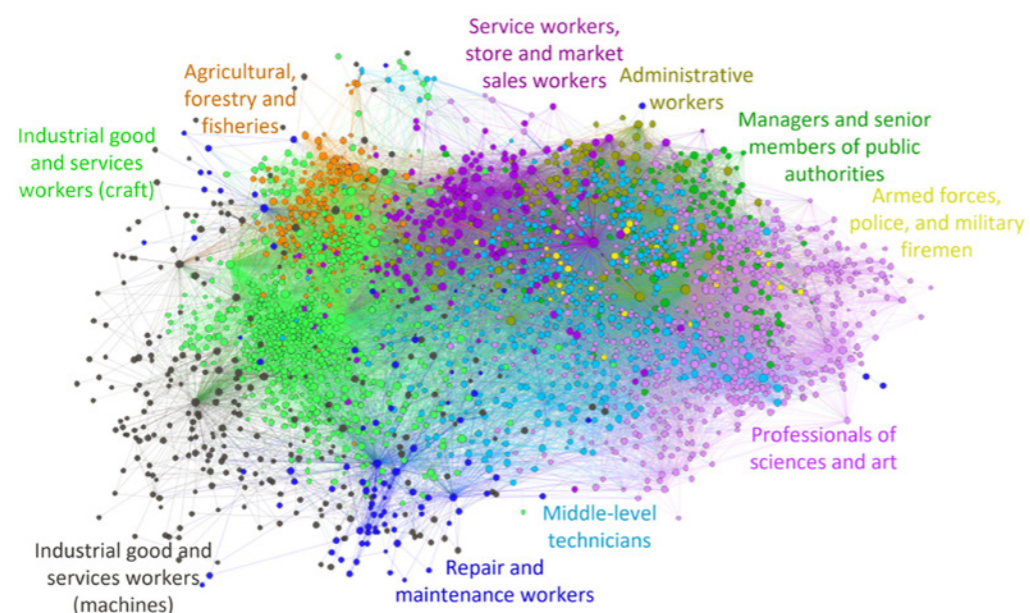 Service workers,
store and market
sales workers
Administrative
workers
Agricultural,
forestry and
fisheries
Managers and senior
members of public
authorities
Industrial good
and services
workers (craft)
Armed forces,
police, and military
firemen
Professionals of
sciences and art
Middle-level
technicians
Industrial good and
services workers
(machines)
Repair and
maintenance workers